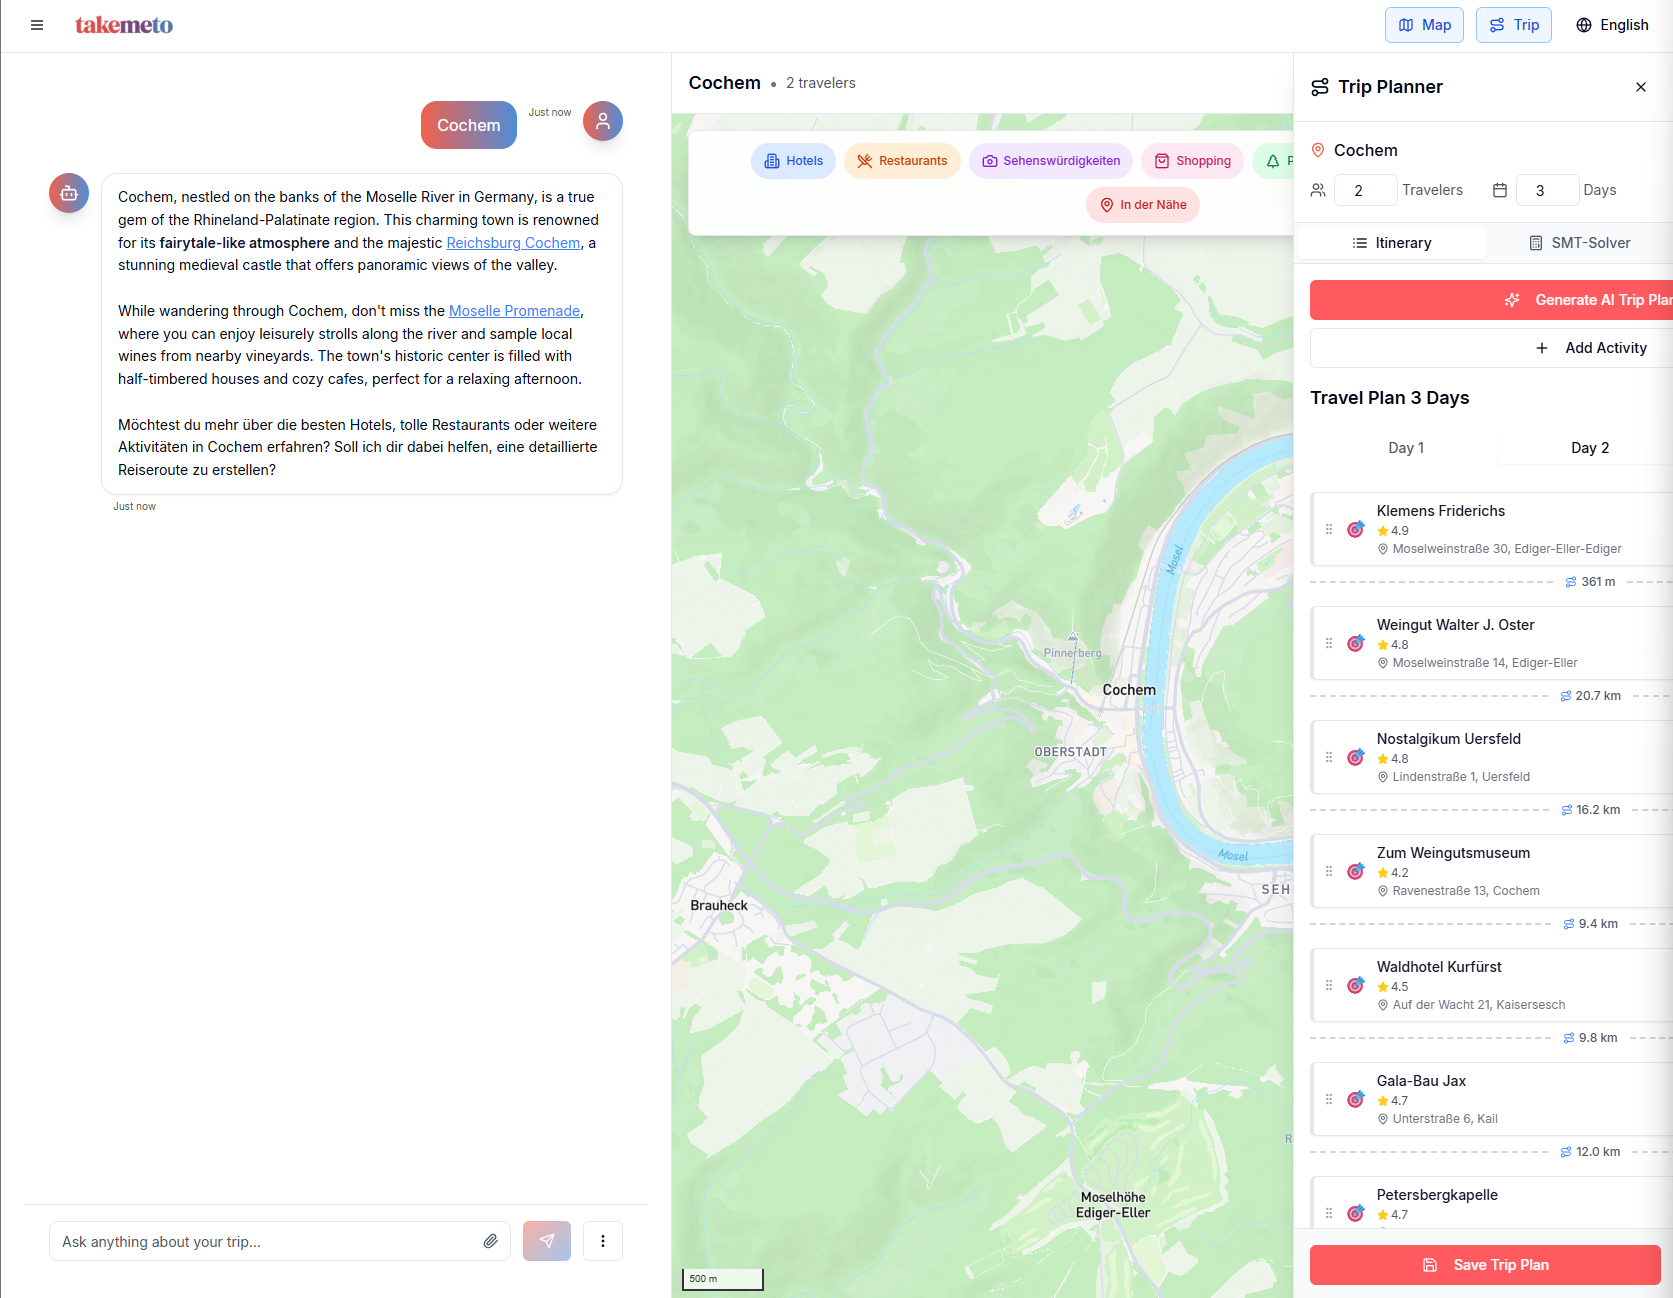 takemeto
Map
Trip
English
Cochem
Just now
Cochem, nestled on the banks of the Moselle River in Germany, is a true
gem of the Rhineland-Palatinate region. This charming town is renowned
for its fairytale-like atmosphere and the majestic Reichsburg Cochem, a
stunning medieval castle that offers panoramic views of the valley.
While wandering through Cochem, don't miss the Moselle Promenade,
where you can enjoy leisurely strolls along the river and sample local
wines from nearby vineyards. The town's historic center is filled with
half-timbered houses and cozy cafes, perfect for a relaxing afternoon.
Möchtest du mehr über die besten Hotels, tolle Restaurants oder weitere
Aktivitäten in Cochem erfahren? Soll ich dir dabei helfen, eine detaillierte
Reiseroute zu erstellen?
Just now
Ask anything about your trip...
Cochem • 2 travelers
Hotels
Restaurants
Sehenswürdigkeiten
Shopping
P
In der Nähe
Mosel
Pinnerberg
Cochem
OBERSTADT
Mosel
SEH
Brauheck
R
Moselhöhe
Ediger-Eller
500 m
Trip Planner
Cochem
2 Travelers
3 Days
Itinerary
SMT-Solver
Generate AI Trip Plan
Add Activity
Travel Plan 3 Days
Day 1
Day 2
Klemens Friderichs
4.9
Moselweinstraße 30, Ediger-Eller-Ediger
361 m
Weingut Walter J. Oster
4.8
Moselweinstraße 14, Ediger-Eller
20.7 km
Nostalgikum Uersfeld
4.8
Lindenstraße 1, Uersfeld
16.2 km
Zum Weingutsmuseum
4.2
Ravenestraße 13, Cochem
9.4 km
Waldhotel Kurfürst
4.5
Auf der Wacht 21, Kaisersesch
9.8 km
Gala-Bau Jax
4.7
Unterstraße 6, Kail
12.0 km
Petersbergkapelle
4.7
Save Trip Plan